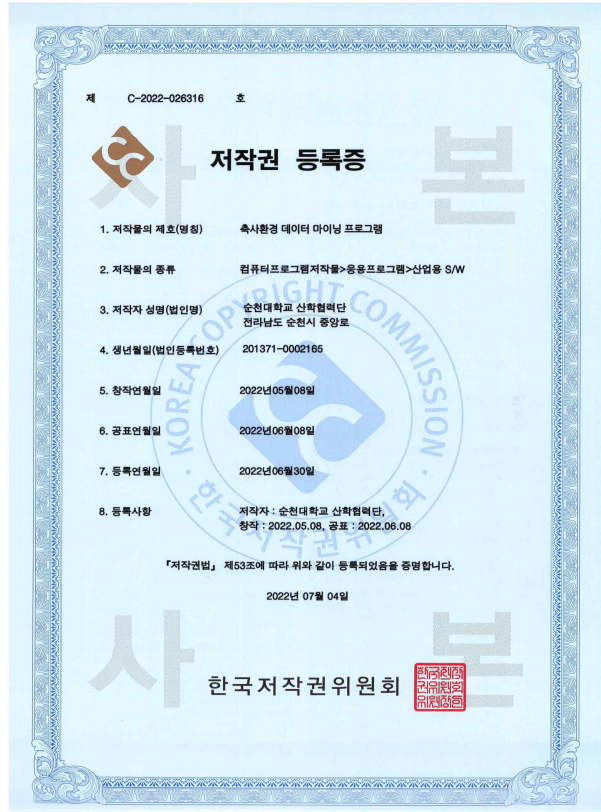 제 C-2022-026316 호
저작권 등록증
1. 저작물의 제호(명칭) 축사환경 데이터 마이닝 프로그램
2. 저작물의 종류 컴퓨터프로그램저작물>응용프로그램>산업용 S/W
3. 저작자 성명(법인명) 순천대학교 산학협력단
전라남도 순천시 중앙로
4. 생년월일(법인등록번호) 201371-0002165
5. 창작연월일 2022년05월08일
6. 공표연월일 2022년06월08일
7. 등록연월일 2022년06월30일
8. 등록사항 저작자 : 순천대학교 산학협력단,
창작 : 2022.05.08, 공표 : 2022.06.08
『저작권법』 제53조에 따라 위와 같이 등록되었음을 증명합니다.
2022년 07월 04일
한국저작권위원회
사 본
사 본
KOREA COPYRIGHT COMMISSION
한국저작권위원회